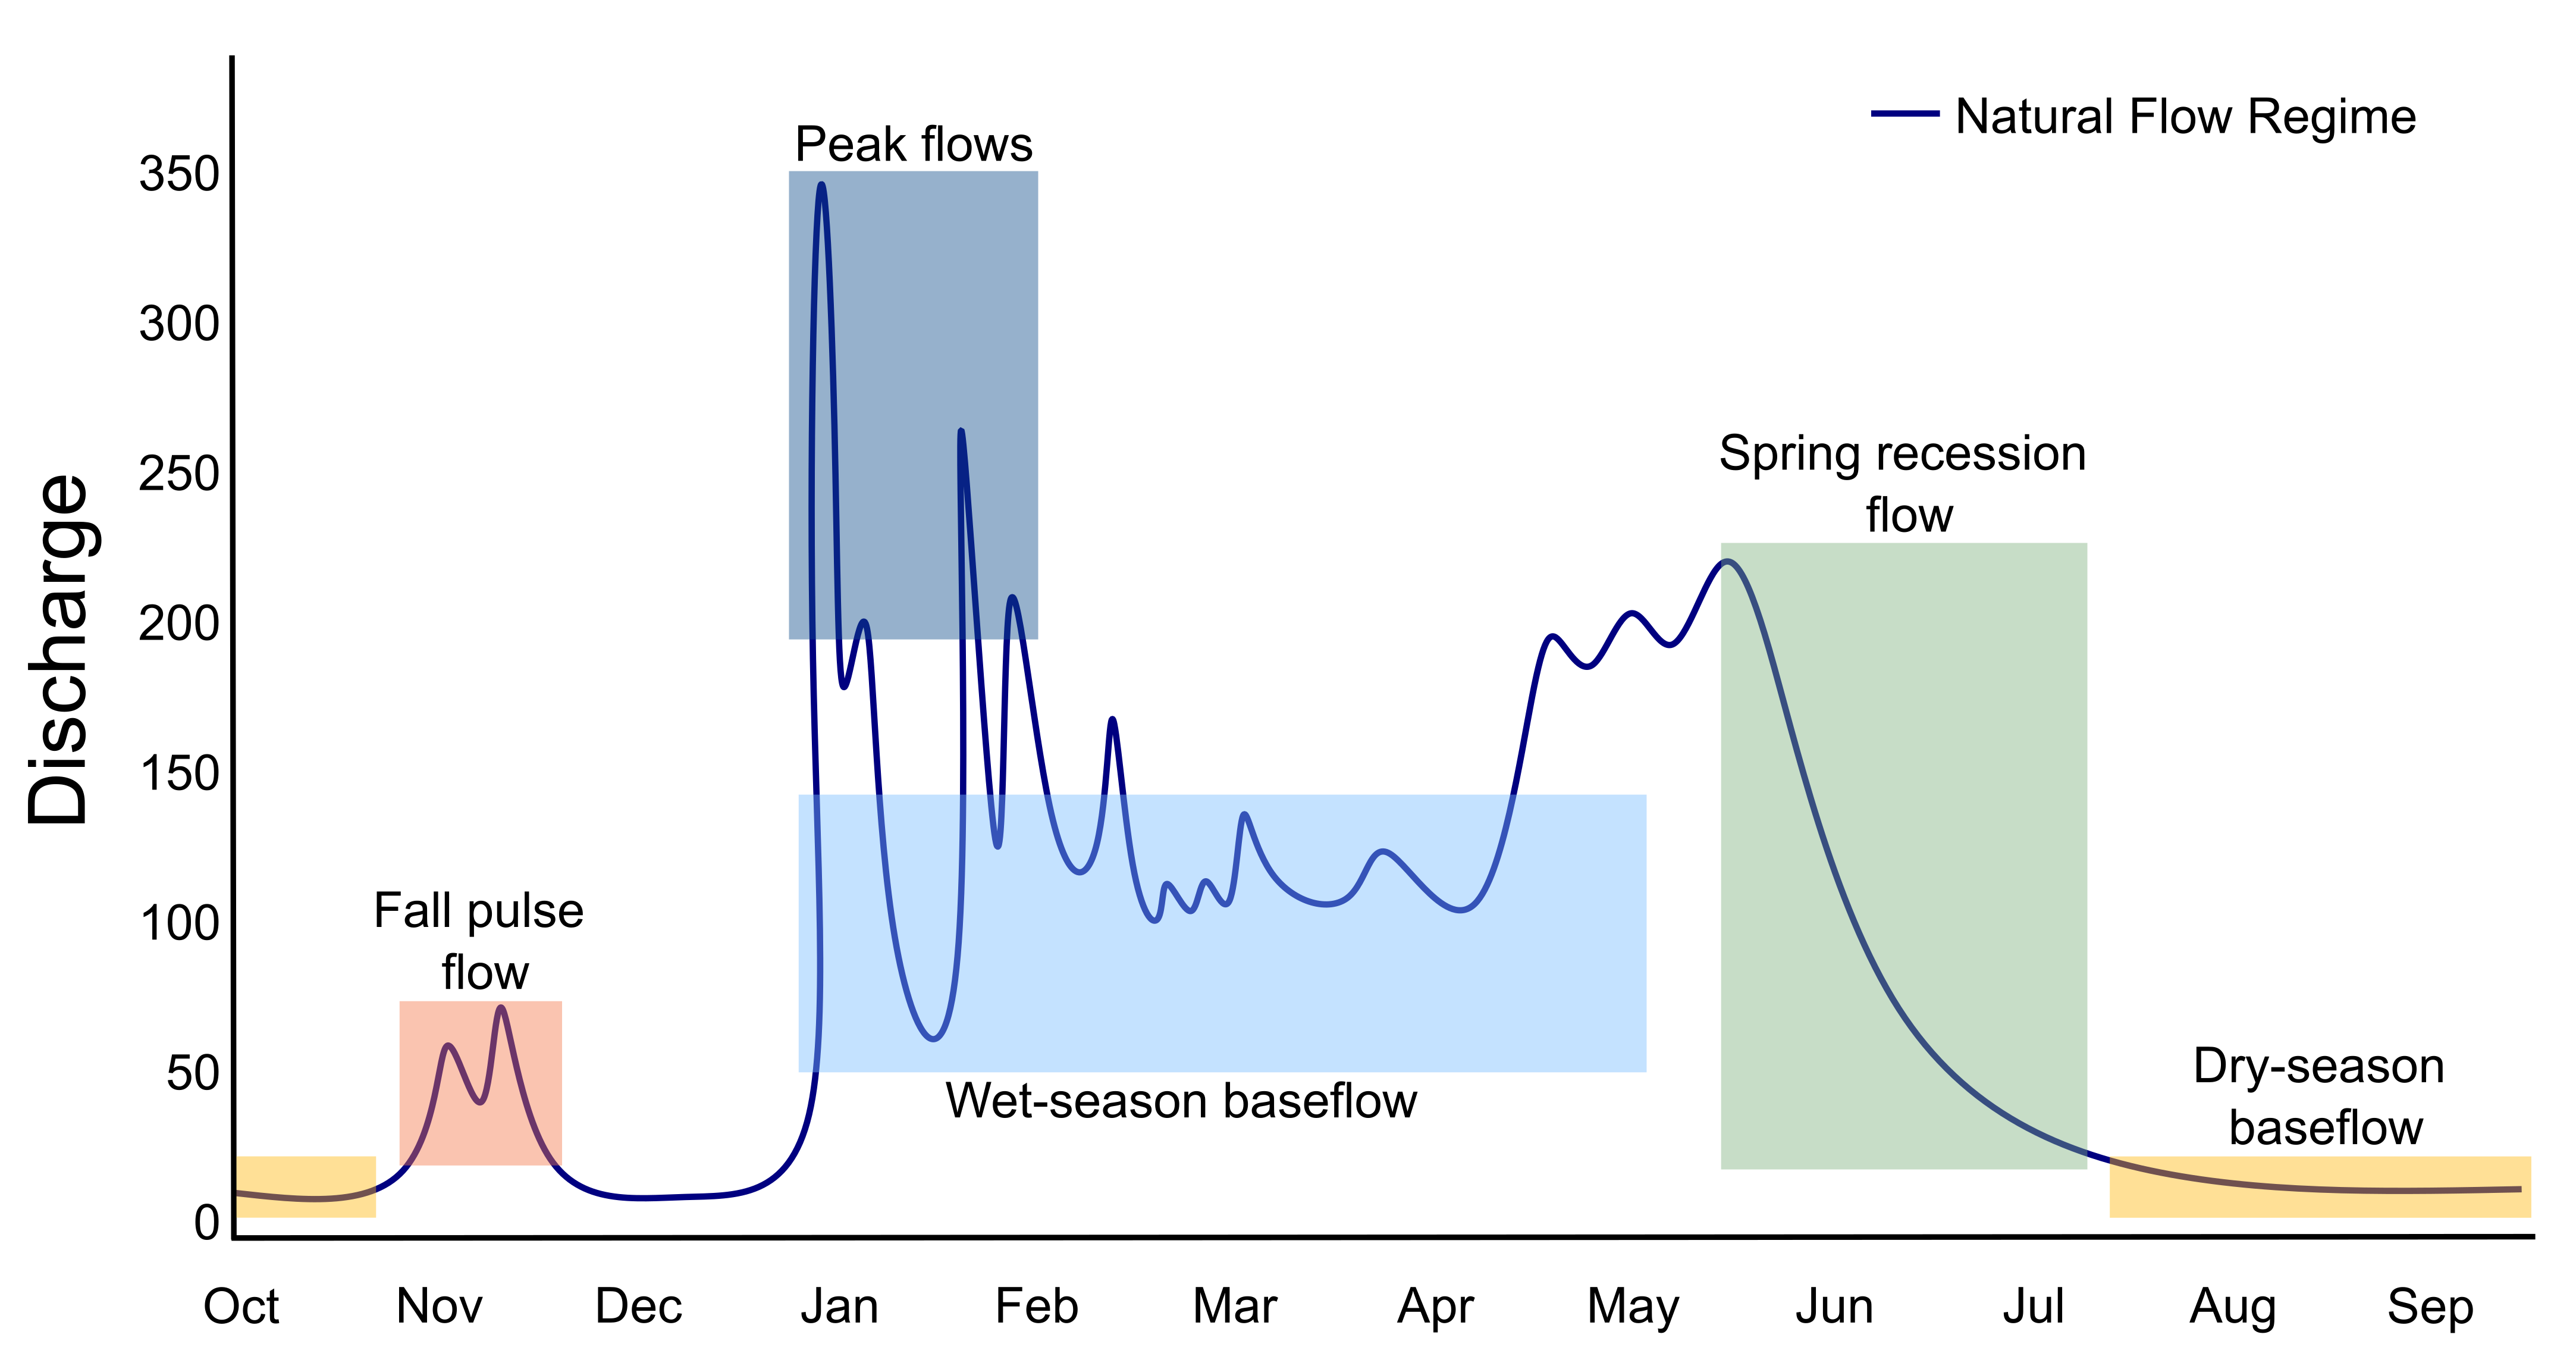 Natural Flow Regime
Peak flows
350
300
250
200
150
100
50
0
Discharge
Spring recession
flow
Fall pulse
flow
Wet-season baseflow
Dry-season
baseflow
Oct Nov Dec Jan Feb Mar Apr May Jun Jul Aug Sep